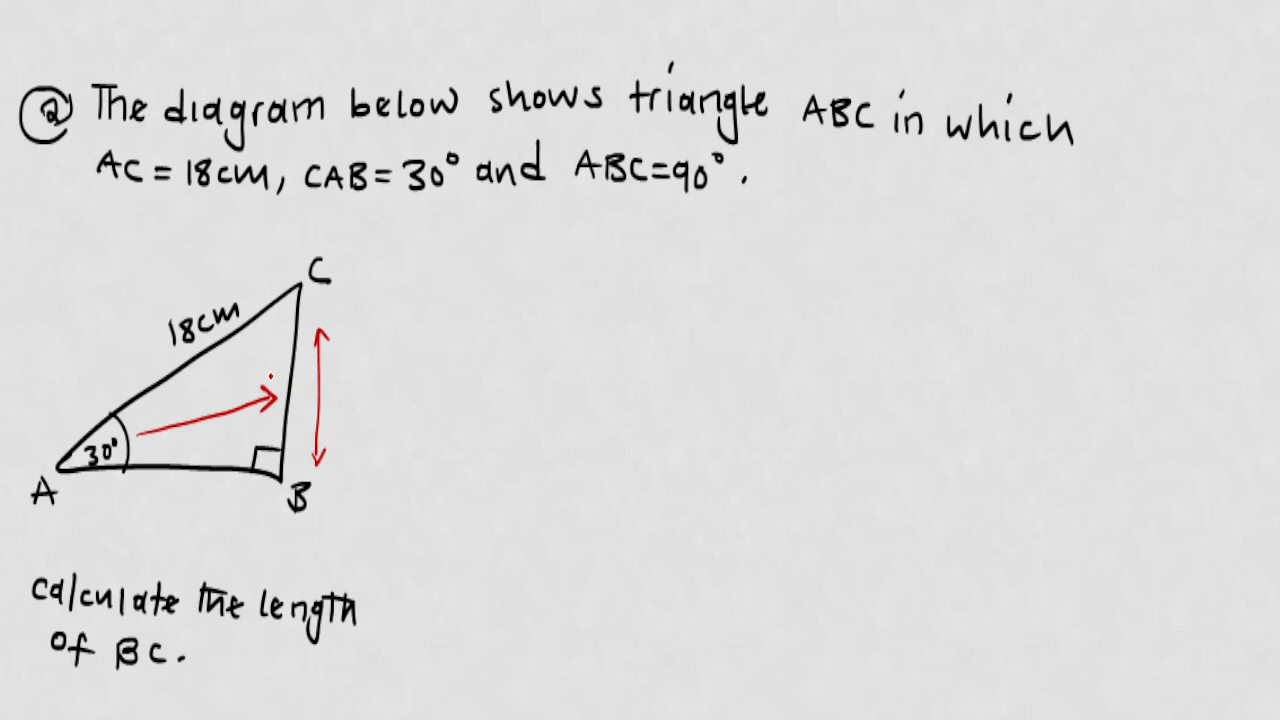 Q The diagram below shows triangle ABC in which
AC = 18cm, CAB = 30° and ABC=90°.
C
18cm
30°
A
B
calculate the length
of BC.